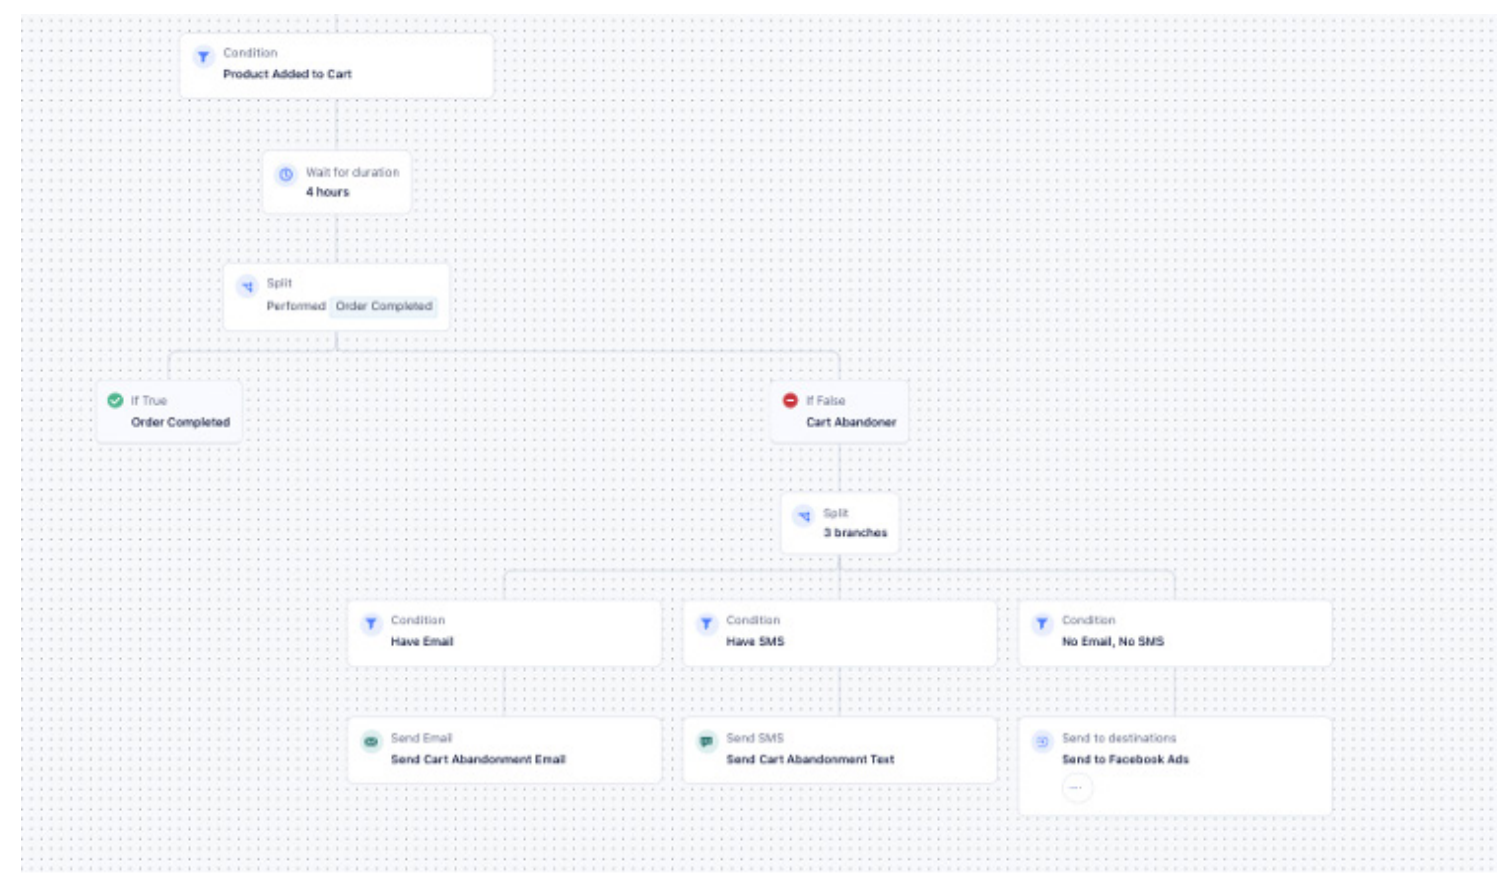 Condition
Product Added to Cart
Wait for duration
4 hours
Split
Performed Order Completed
If True
Order Completed
If False
Cart Abandoner
Split
3 branches
Condition
Have Email
Condition
Have SMS
Condition
No Email, No SMS
Send Email
Send Cart Abandonment Email
Send SMS
Send Cart Abandonment Text
Send to destinations
Send to Facebook Ads